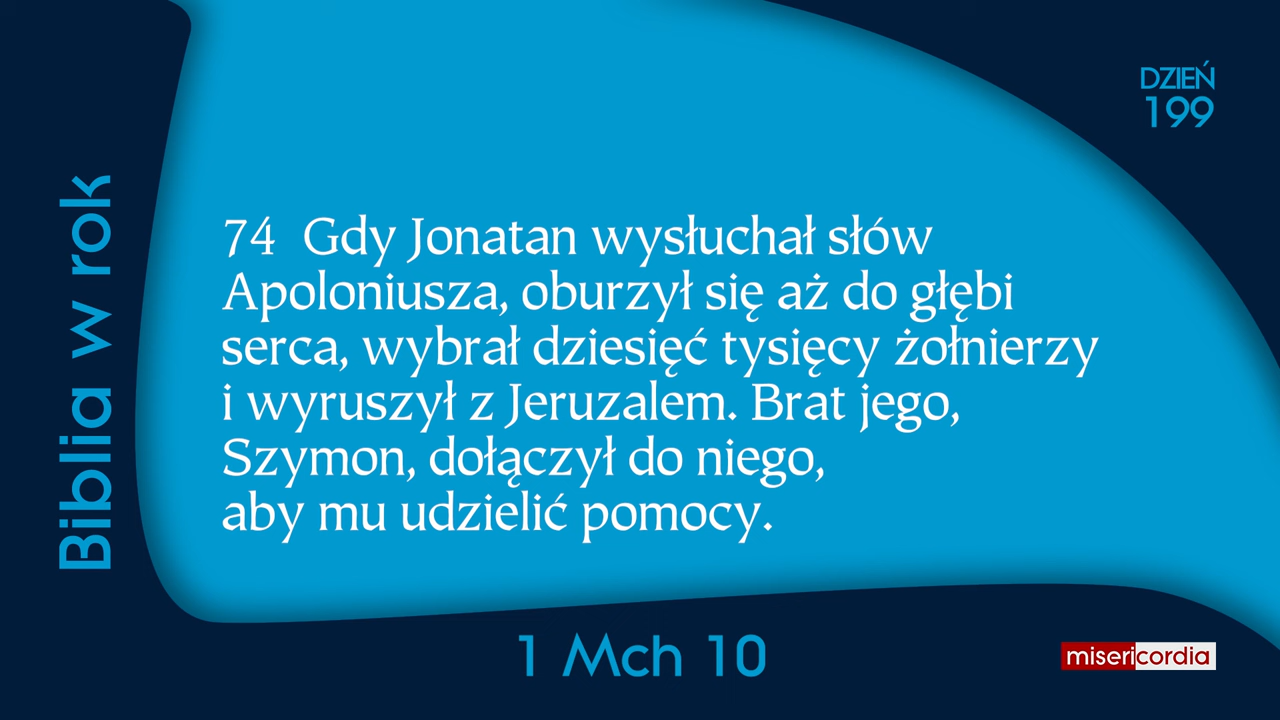 DZIEŃ
199
Biblia w rok
74 Gdy Jonatan wysłuchał słów
Apoloniusza, oburzył się aż do głębi
serca, wybrał dziesięć tysięcy żołnierzy
i wyruszył z Jeruzalem. Brat jego,
Szymon, dołączył do niego,
aby mu udzielić pomocy.
1 Mch 10
misericordia